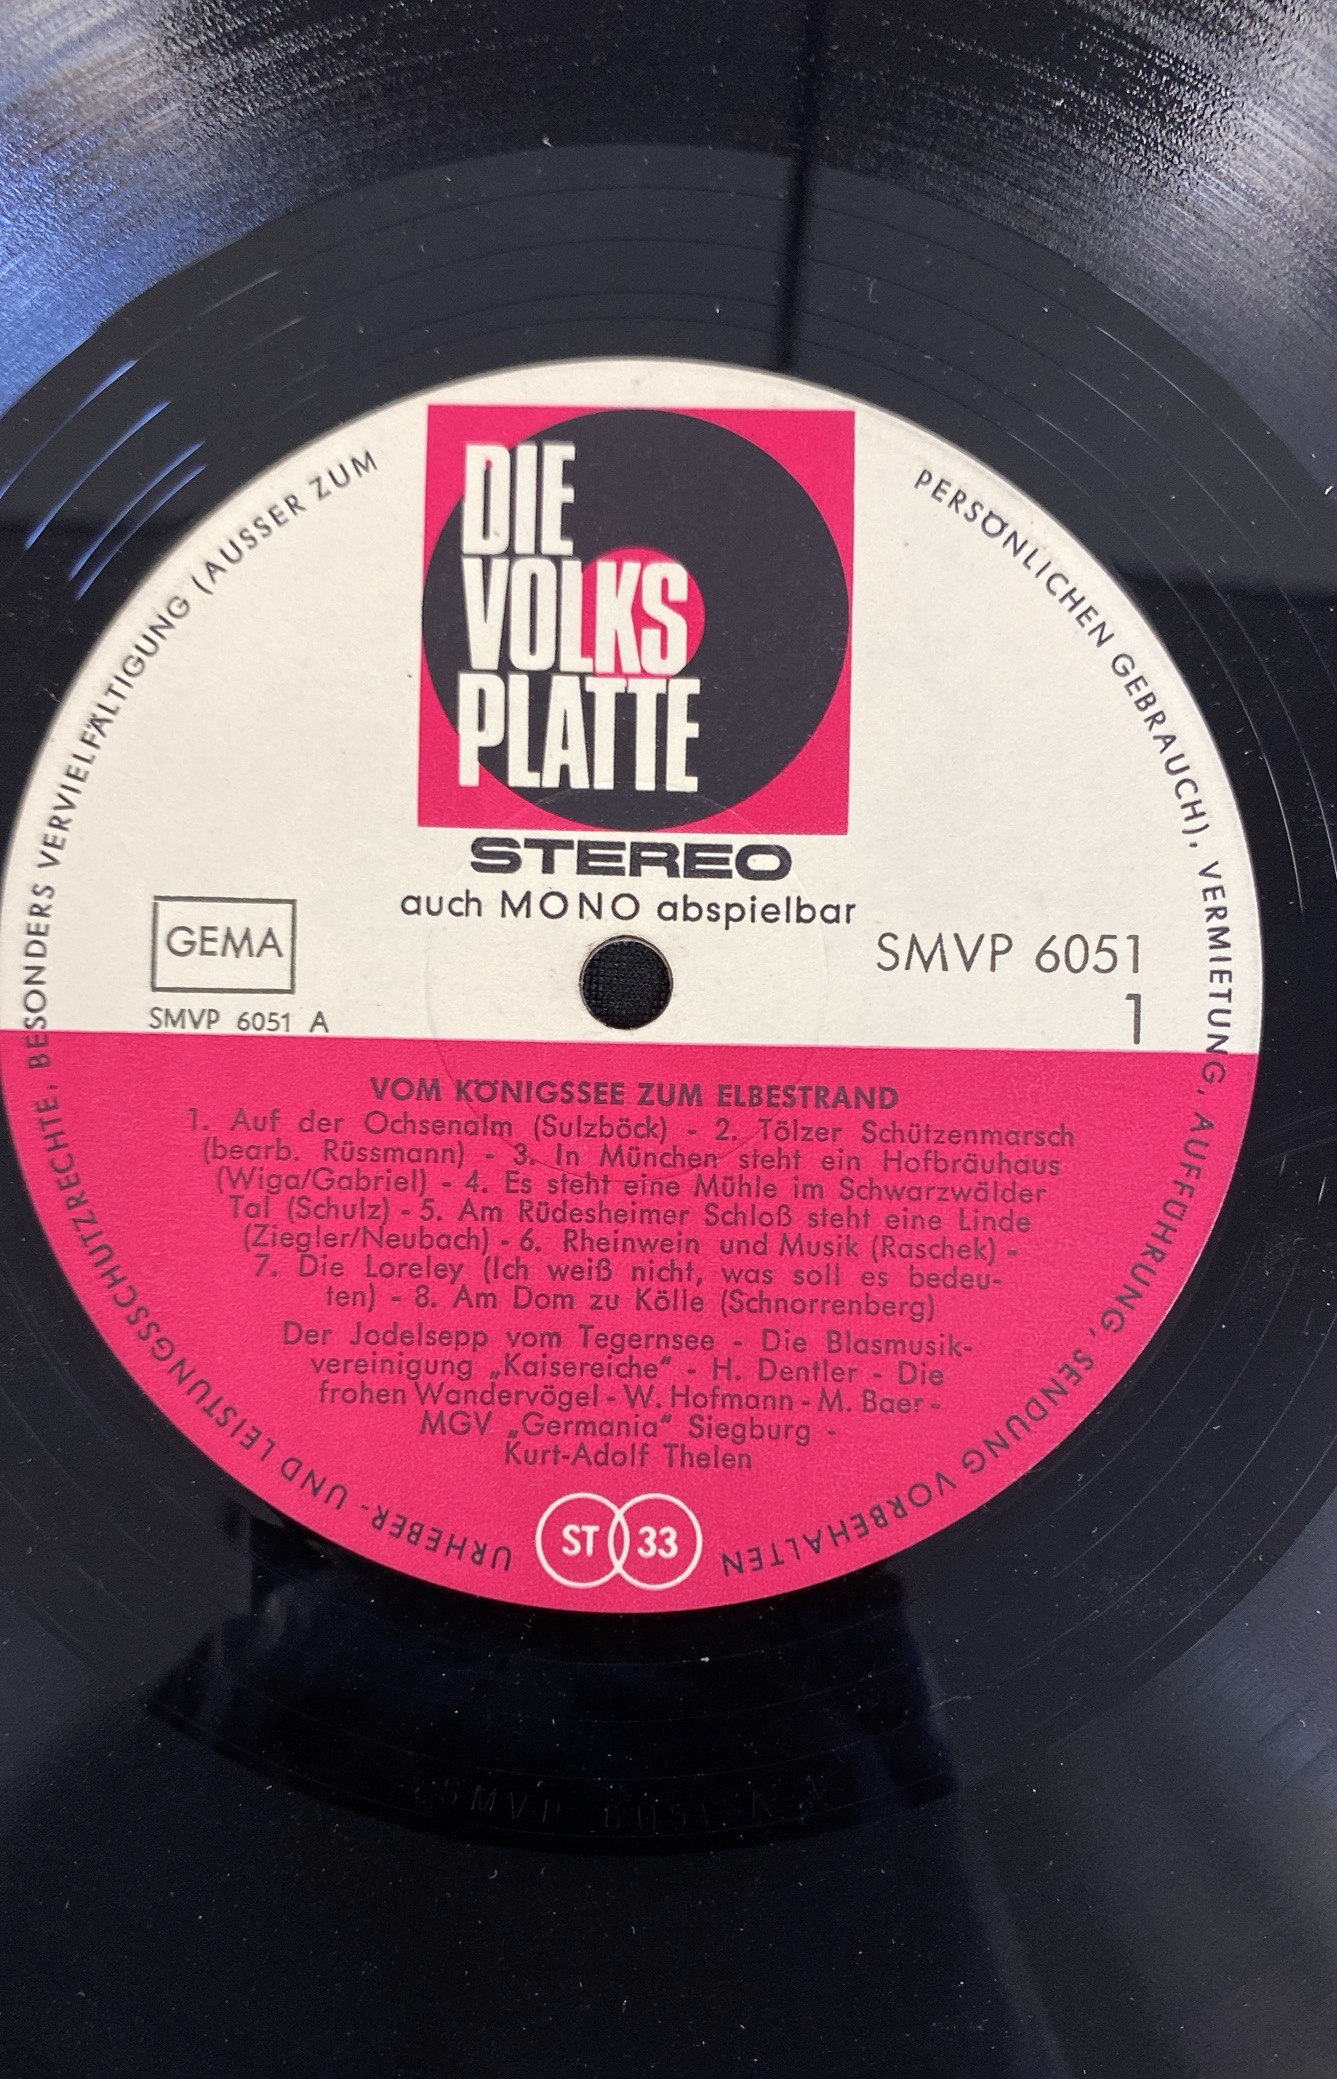 DIE
VOLKS
PLATTE
STEREO
auch MONO abspielbar
GEMA
SMVP 6051
SMVP 6051 A
1
VOM KÖNIGSSEE ZUM ELBESTRAND
1. Auf der Ochsenalm (Sulzböck) - 2. Tölzer Schützenmarsch
(bearb. Rüssmann) - 3. In München steht ein Hofbräuhaus
(Wiga/Gabriel) - 4. Es steht eine Mühle im Schwarzwälder
Tal (Schulz) - 5. Am Rüdesheimer Schloß steht eine Linde
(Ziegler/Neubach) - 6. Rheinwein und Musik (Raschek) -
7. Die Loreley (Ich weiß nicht, was soll es bedeu-
ten) - 8. Am Dom zu Kölle (Schnorrenberg)
Der Jodelsepp vom Tegernsee - Die Blasmusik-
vereinigung „Kaisereiche“ - H. Dentler - Die
frohen Wandervögel - W. Hofmann - M. Baer -
MGV „Germania“ Siegburg -
Kurt-Adolf Thelen
ST 33
URHEBER- UND LEISTUNGSSCHUTZRECHTE, BESONDERS VERVIELFÄLTIGUNG (AUSSER ZUM PERSÖNLICHEN GEBRAUCH), VERMIETUNG, AUFFÜHRUNG, SENDUNG VORBEHALTEN
SMVP 6051 A